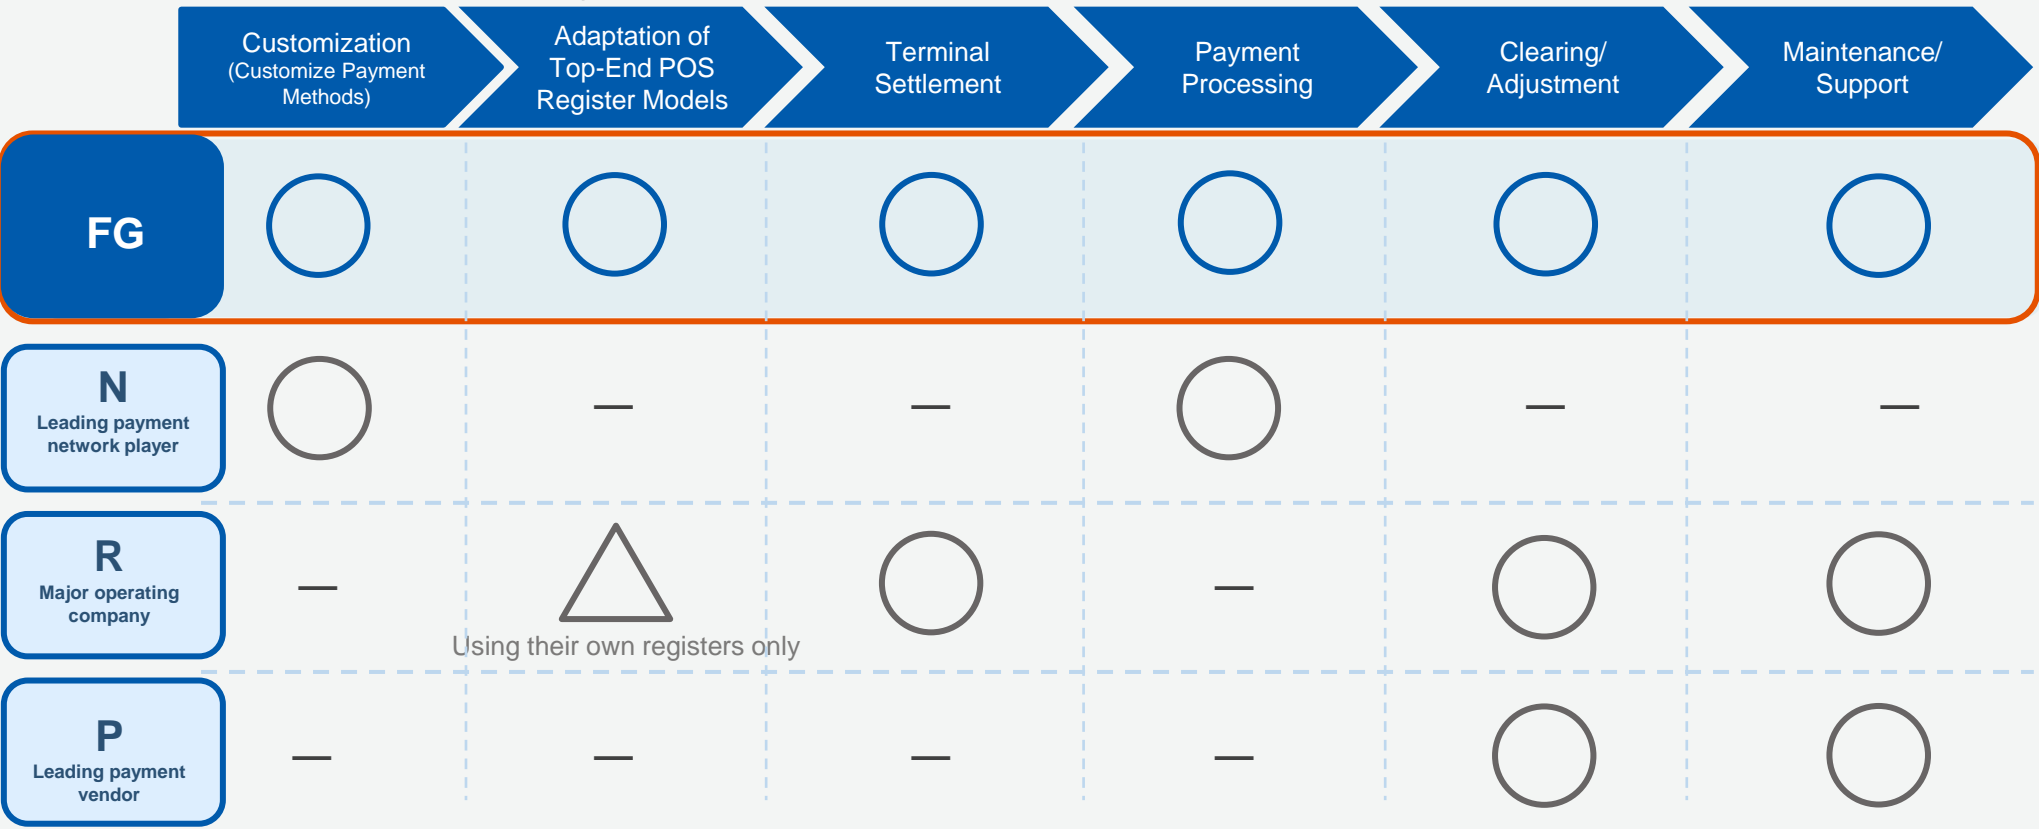 Customization
(Customize Payment
Methods)
Adaptation of
Top-End POS
Register Models
Terminal
Settlement
Payment
Processing
Clearing/
Adjustment
Maintenance/
Support
FG
N
Leading payment
network player
—
—
—
—
R
Major operating
company
—
Using their own registers only
—
P
Leading payment
vendor
—
—
—
—